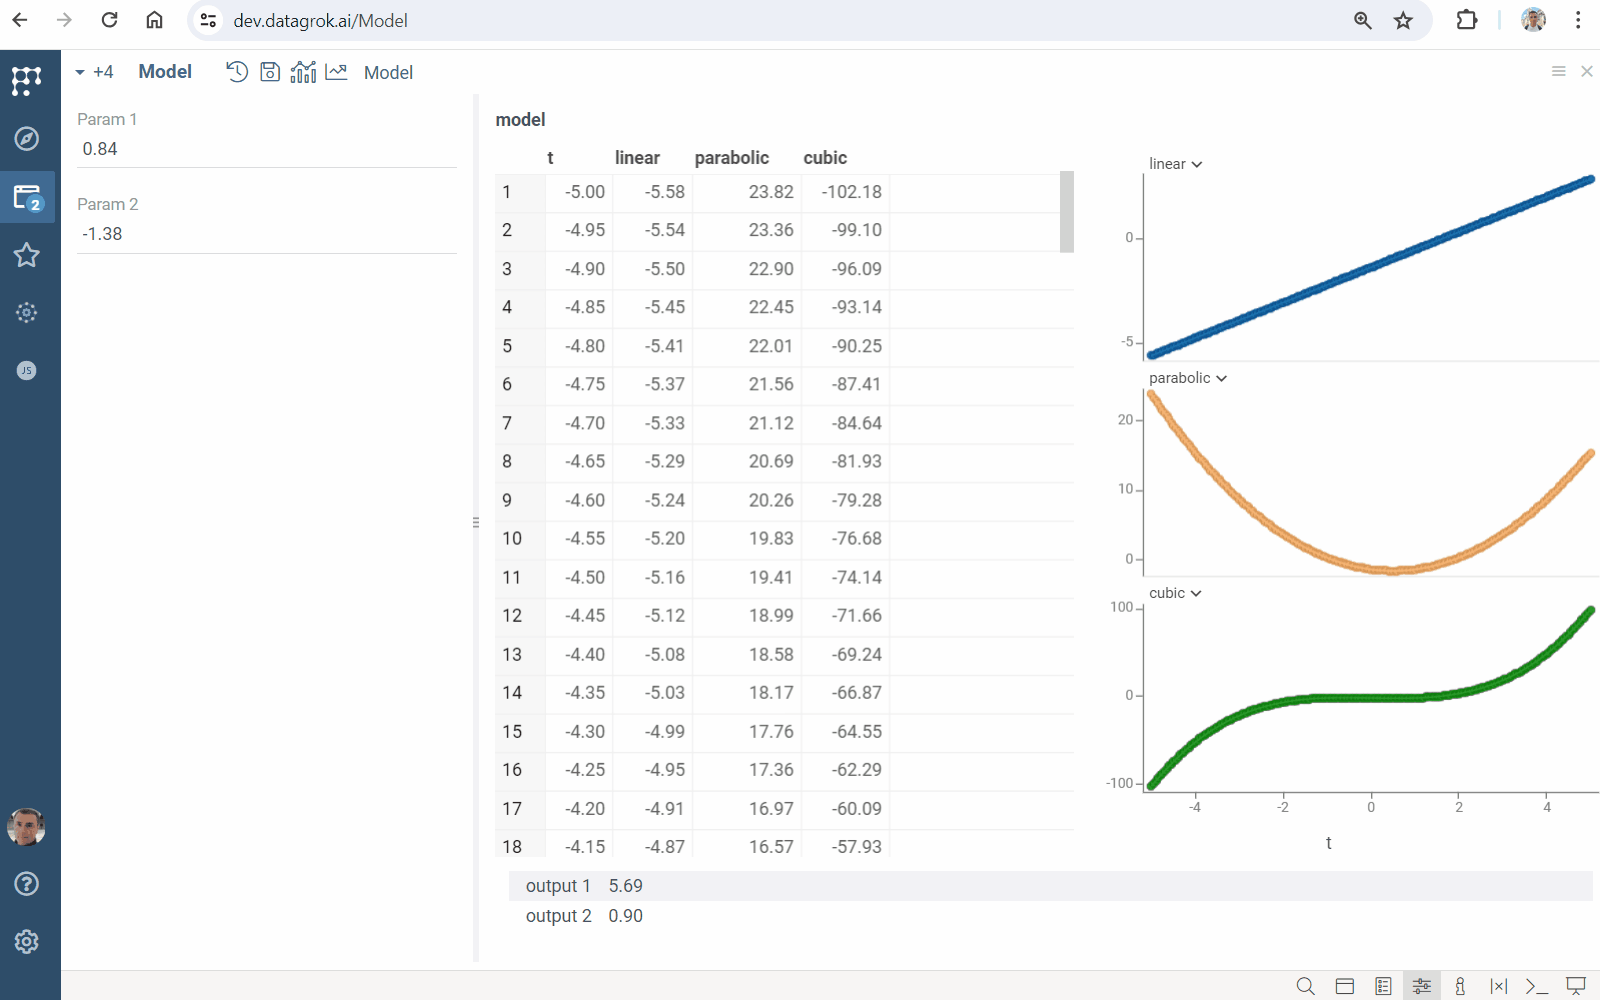 dev.datagrok.ai/Model
+4 Model Model
2
JS
Param 1
0.84
Param 2
-1.38
model
t linear parabolic cubic
1 -5.00 -5.58 23.82 -102.18
2 -4.95 -5.54 23.36 -99.10
3 -4.90 -5.50 22.90 -96.09
4 -4.85 -5.45 22.45 -93.14
5 -4.80 -5.41 22.01 -90.25
6 -4.75 -5.37 21.56 -87.41
7 -4.70 -5.33 21.12 -84.64
8 -4.65 -5.29 20.69 -81.93
9 -4.60 -5.24 20.26 -79.28
10 -4.55 -5.20 19.83 -76.68
11 -4.50 -5.16 19.41 -74.14
12 -4.45 -5.12 18.99 -71.66
13 -4.40 -5.08 18.58 -69.24
14 -4.35 -5.03 18.17 -66.87
15 -4.30 -4.99 17.76 -64.55
16 -4.25 -4.95 17.36 -62.29
17 -4.20 -4.91 16.97 -60.09
18 -4.15 -4.87 16.57 -57.93
output 1 5.69
output 2 0.90
linear
0
-5
parabolic
20
10
0
cubic
100
0
-100
-4 -2 0 2 4
t